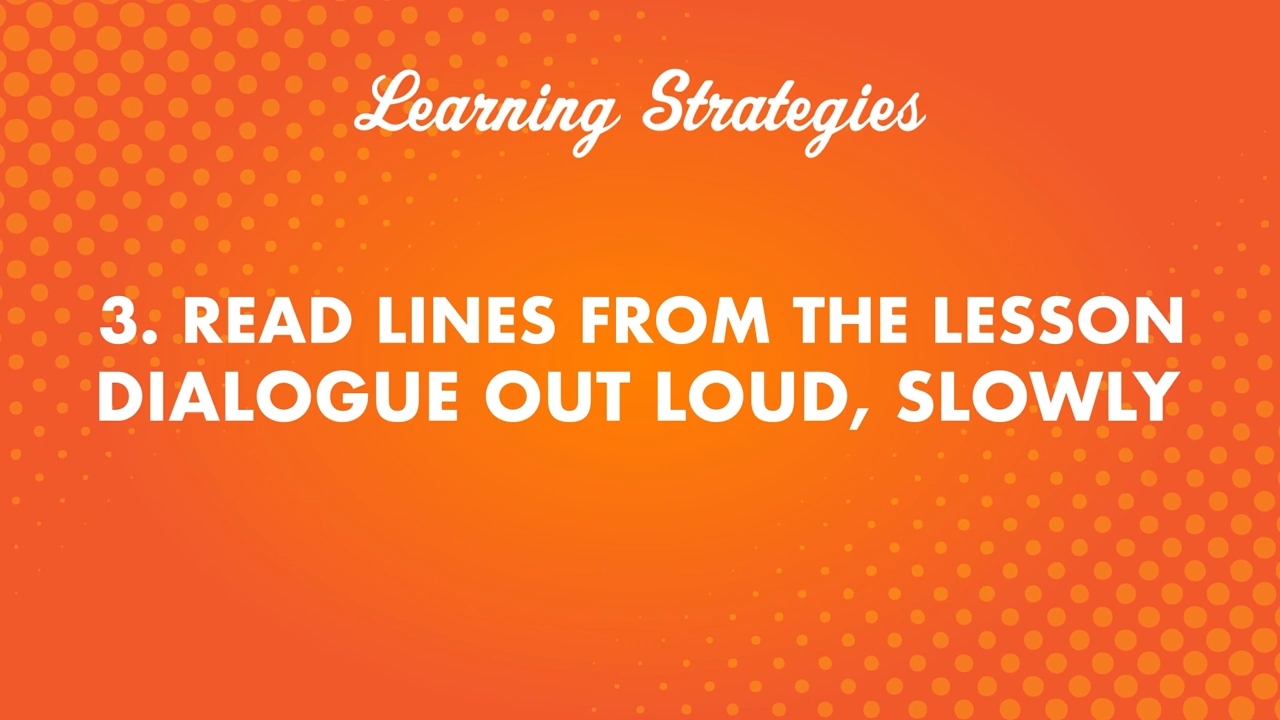 Learning Strategies
3. READ LINES FROM THE LESSON
DIALOGUE OUT LOUD, SLOWLY